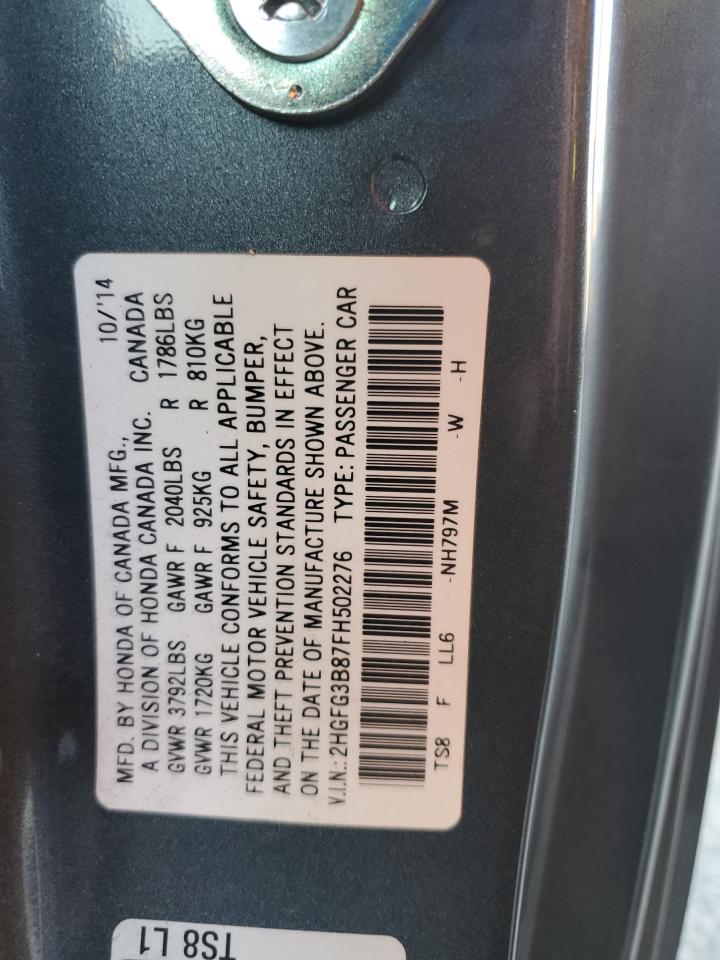 10/'14
MFD. BY HONDA OF CANADA MFG.,
A DIVISION OF HONDA CANADA INC. CANADA
GVWR 3792LBS GAWR F 2040LBS R 1786LBS
GVWR 1720KG GAWR F 925KG R 810KG
THIS VEHICLE CONFORMS TO ALL APPLICABLE
FEDERAL MOTOR VEHICLE SAFETY, BUMPER,
AND THEFT PREVENTION STANDARDS IN EFFECT
ON THE DATE OF MANUFACTURE SHOWN ABOVE.
V.I.N.: 2HGFG3B87FH502276 TYPE: PASSENGER CAR
TS8 F LL6 -NH797M -W -H
TS8 L1